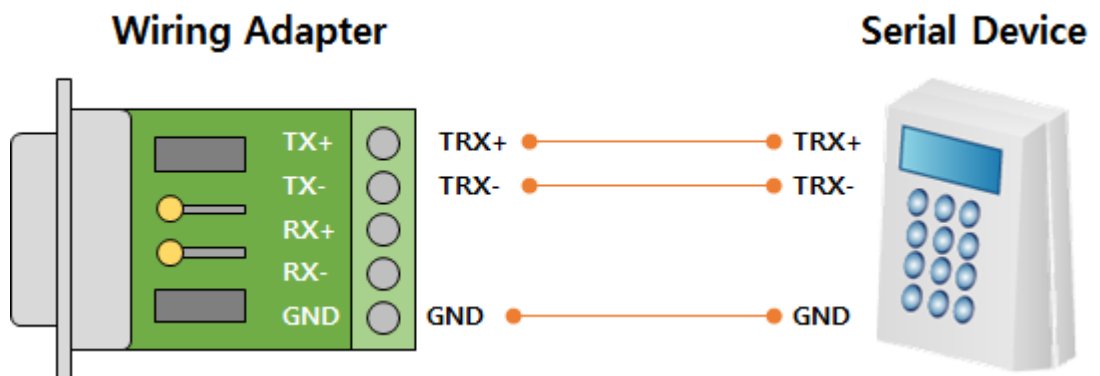 Wiring Adapter Serial Device
TX+ TRX+ TRX+
TX- TRX- TRX-
RX+
RX-
GND GND GND